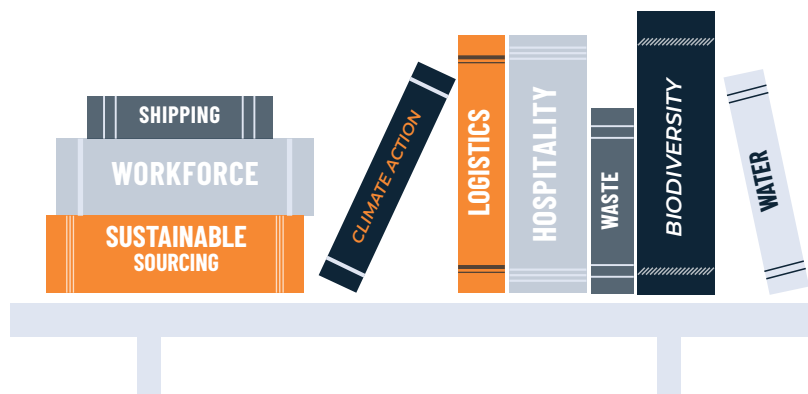 SHIPPING
WORKFORCE
SUSTAINABLE
SOURCING
CLIMATE ACTION
LOGISTICS
HOSPITALITY
WASTE
BIODIVERSITY
WATER